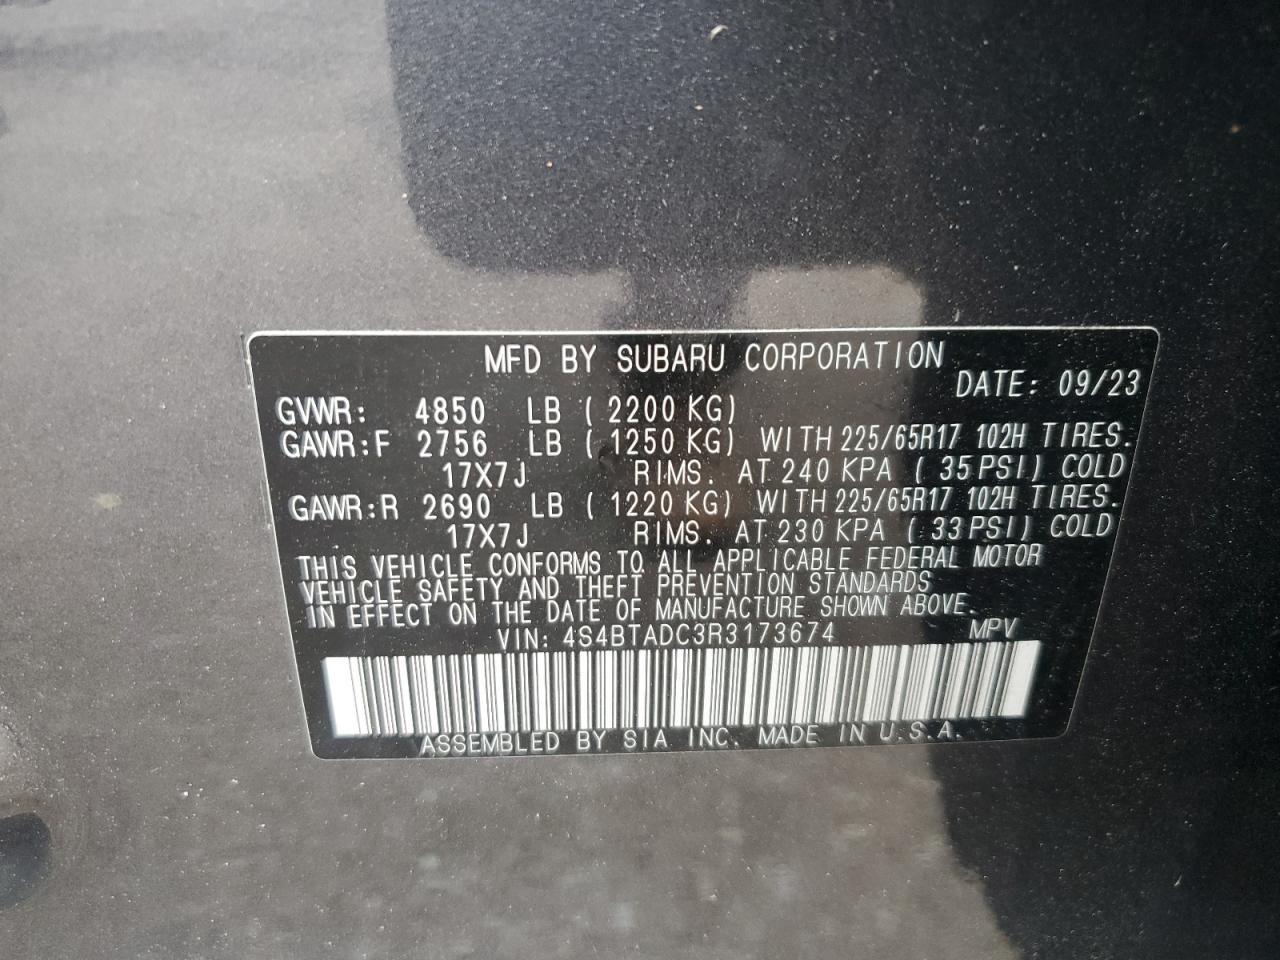 MFD BY SUBARU CORPORATION
DATE: 09/23
GVWR: 4850 LB (2200 KG)
GAWR:F 2756 LB (1250 KG) WITH 225/65R17 102H TIRES.
17X7J RIMS. AT 240 KPA (35 PSI) COLD
GAWR:R 2690 LB (1220 KG) WITH 225/65R17 102H TIRES.
17X7J RIMS. AT 230 KPA (33 PSI) COLD
THIS VEHICLE CONFORMS TO ALL APPLICABLE FEDERAL MOTOR
VEHICLE SAFETY AND THEFT PREVENTION STANDARDS
IN EFFECT ON THE DATE OF MANUFACTURE SHOWN ABOVE.
VIN: 4S4BTADC3R3173674 MPV
ASSEMBLED BY SIA INC. MADE IN U.S.A.